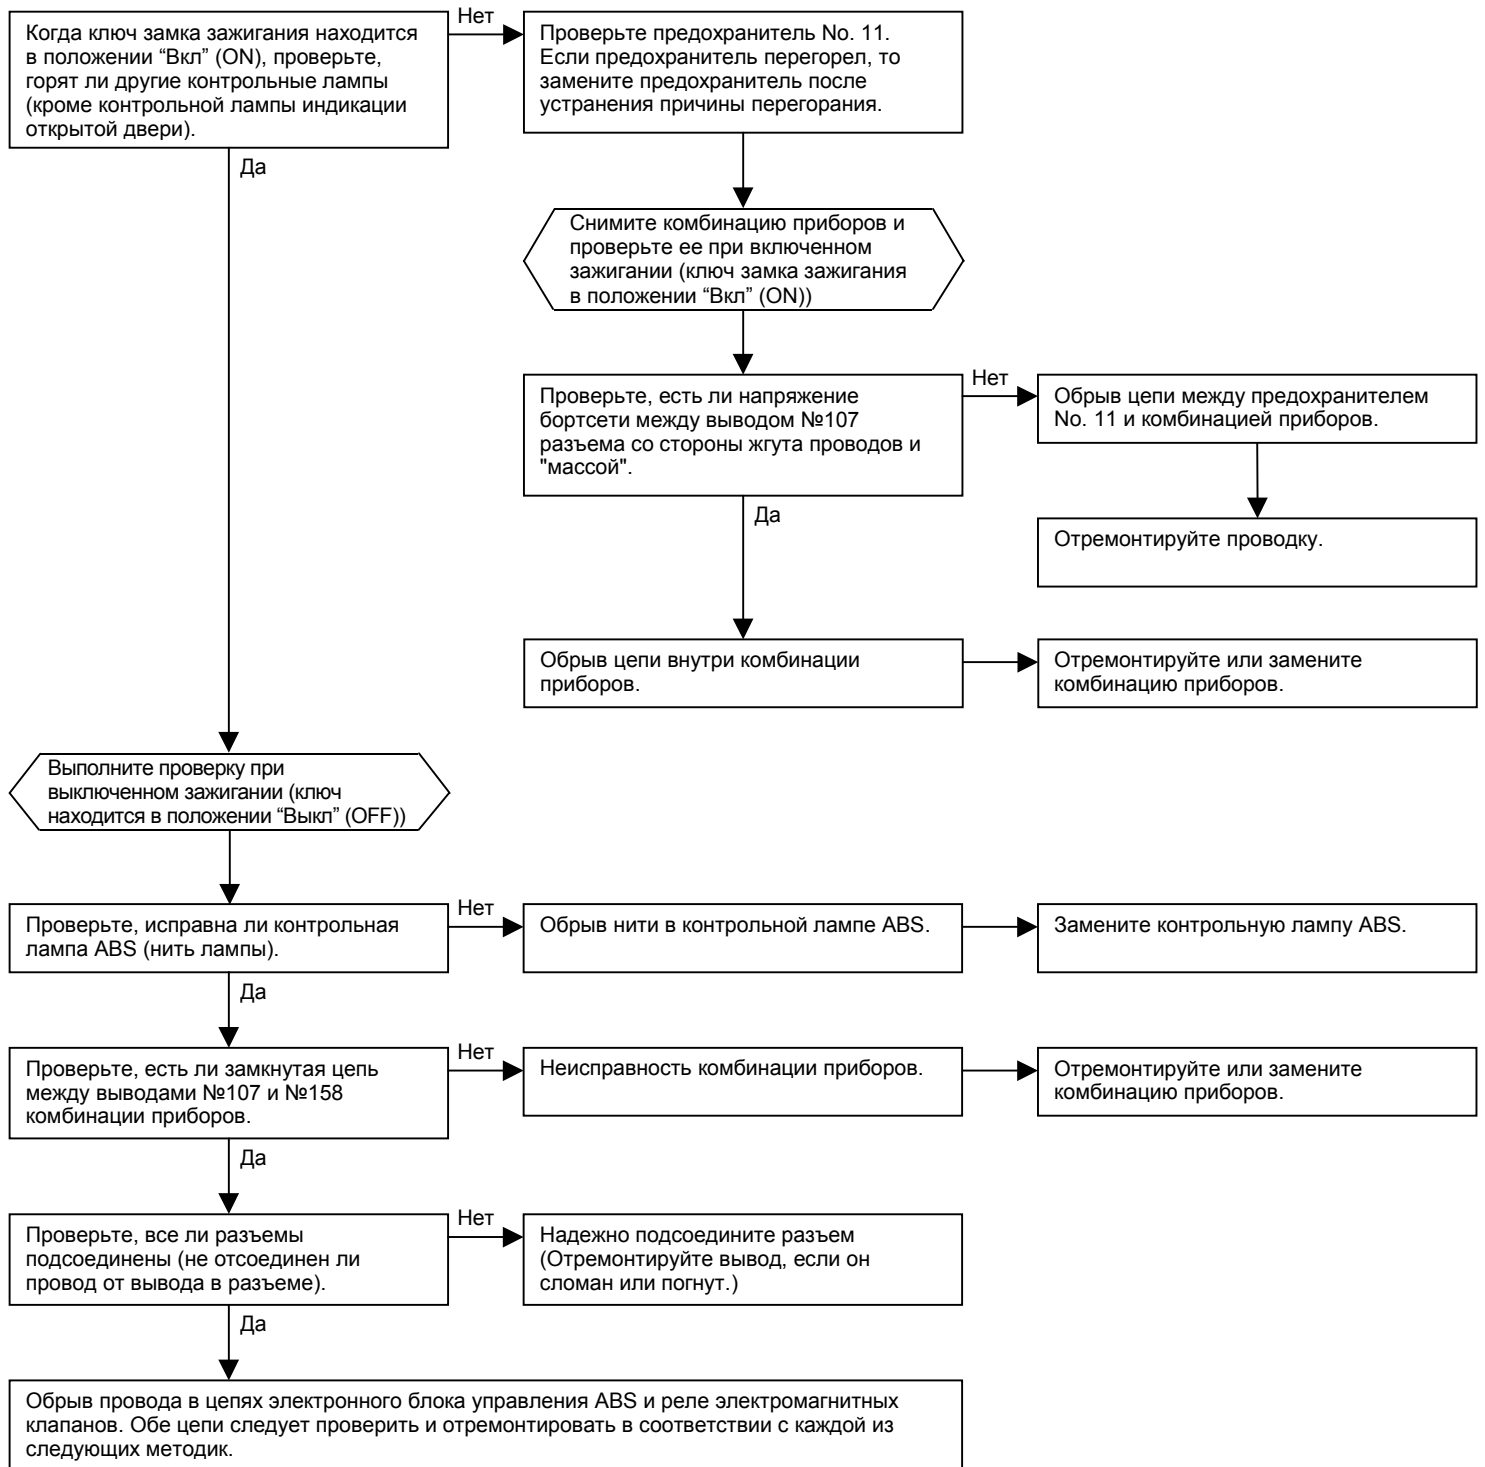 Когда ключ замка зажигания находится
в положении “Вкл” (ON), проверьте,
горят ли другие контрольные лампы
(кроме контрольной лампы индикации
открытой двери).
Нет
Проверьте предохранитель No. 11.
Если предохранитель перегорел, то
замените предохранитель после
устранения причины перегорания.
Да
Снимите комбинацию приборов и
проверьте ее при включенном
зажигании (ключ замка зажигания
в положении “Вкл” (ON))
Проверьте, есть ли напряжение
бортсети между выводом №107
разъема со стороны жгута проводов и
"массой".
Нет
Обрыв цепи между предохранителем
No. 11 и комбинацией приборов.
Да
Отремонтируйте проводку.
Обрыв цепи внутри комбинации
приборов.
Отремонтируйте или замените
комбинацию приборов.
Выполните проверку при
выключенном зажигании (ключ
находится в положении “Выкл” (OFF))
Проверьте, исправна ли контрольная
лампа ABS (нить лампы).
Нет
Обрыв нити в контрольной лампе ABS.
Замените контрольную лампу ABS.
Да
Проверьте, есть ли замкнутая цепь
между выводами №107 и №158
комбинации приборов.
Нет
Неисправность комбинации приборов.
Отремонтируйте или замените
комбинацию приборов.
Да
Проверьте, все ли разъемы
подсоединены (не отсоединен ли
провод от вывода в разъеме).
Нет
Надежно подсоедините разъем
(Отремонтируйте вывод, если он
сломан или погнут.)
Да
Обрыв провода в цепях электронного блока управления ABS и реле электромагнитных
клапанов. Обе цепи следует проверить и отремонтировать в соответствии с каждой из
следующих методик.